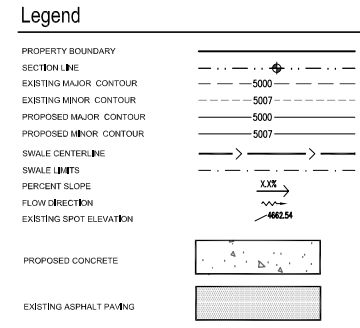 Legend
PROPERTY BOUNDARY
SECTION LINE
EXISTING MAJOR CONTOUR 5000
EXISTING MINOR CONTOUR 5007
PROPOSED MAJOR CONTOUR 5000
PROPOSED MINOR CONTOUR 5007
SWALE CENTERLINE
SWALE LIMITS
PERCENT SLOPE X.X%
FLOW DIRECTION
EXISTING SPOT ELEVATION 4662.54
PROPOSED CONCRETE
EXISTING ASPHALT PAVING